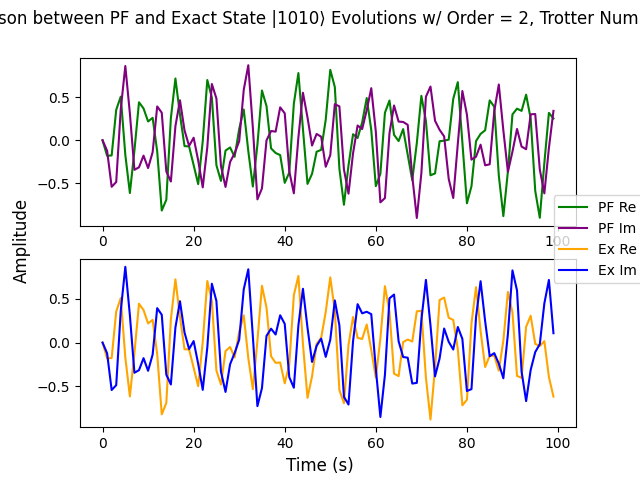 son between PF and Exact State |1010⟩ Evolutions w/ Order = 2, Trotter Num
0.5
0.0
−0.5
0
20
40
60
80
100
PF Re
PF Im
Ex Re
Ex Im
Amplitude
0.5
0.0
−0.5
0
20
40
60
80
100
Time (s)